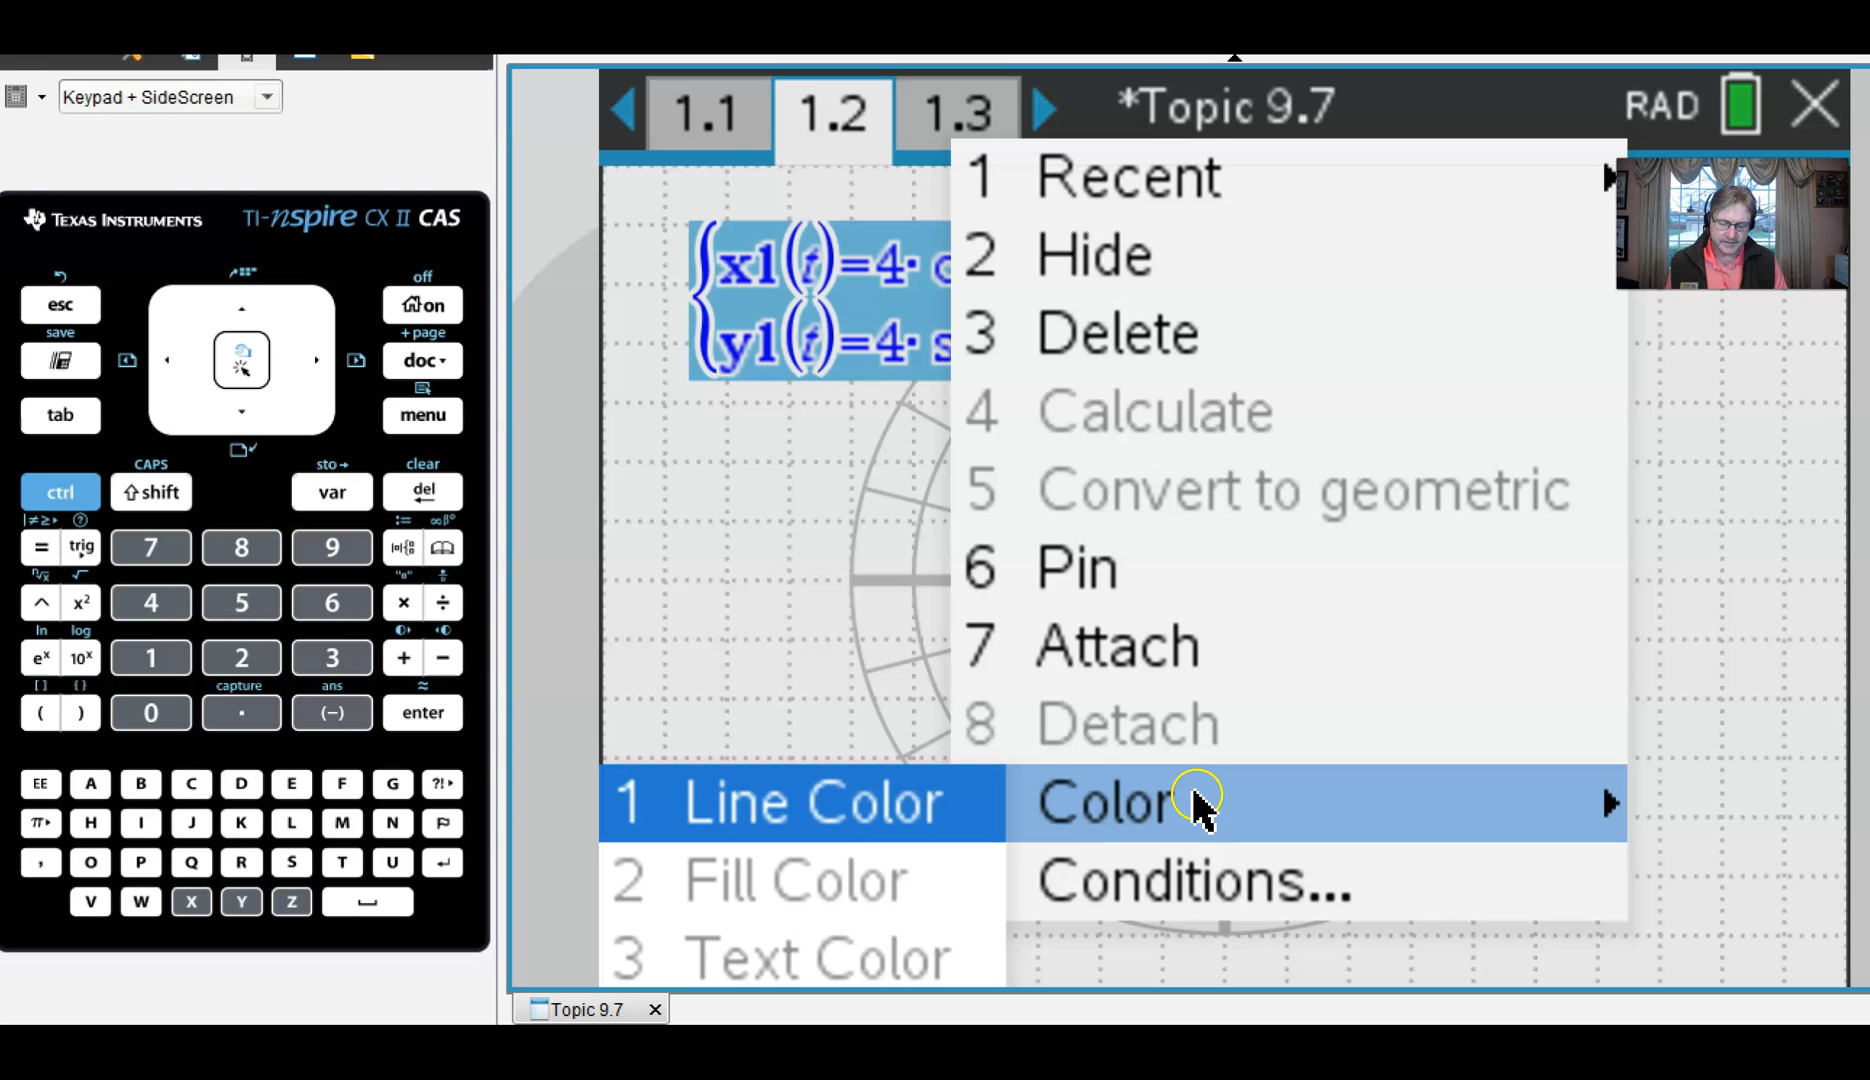 Keypad + SideScreen
1.1 1.2 1.3 *Topic 9.7 RAD
{x1(t)=4·
{y1(t)=4·
1 Recent
2 Hide
3 Delete
4 Calculate
5 Convert to geometric
6 Pin
7 Attach
8 Detach
Color
Conditions...
1 Line Color
2 Fill Color
3 Text Color
Topic 9.7
TEXAS INSTRUMENTS TI-nspire CX II CAS
off
esc on
save + page
doc
tab menu
CAPS sto→ clear
ctrl shift var del
|≠≥▸ ? := ∞β°
= trig 7 8 9
^ x² 4 5 6 × ÷
ln log
eˣ 10ˣ 1 2 3 + −
[ ] { } capture ans ≈
( ) 0 . (−) enter
EE A B C D E F G ?!▸
π▸ H I J K L M N
, O P Q R S T U
V W X Y Z